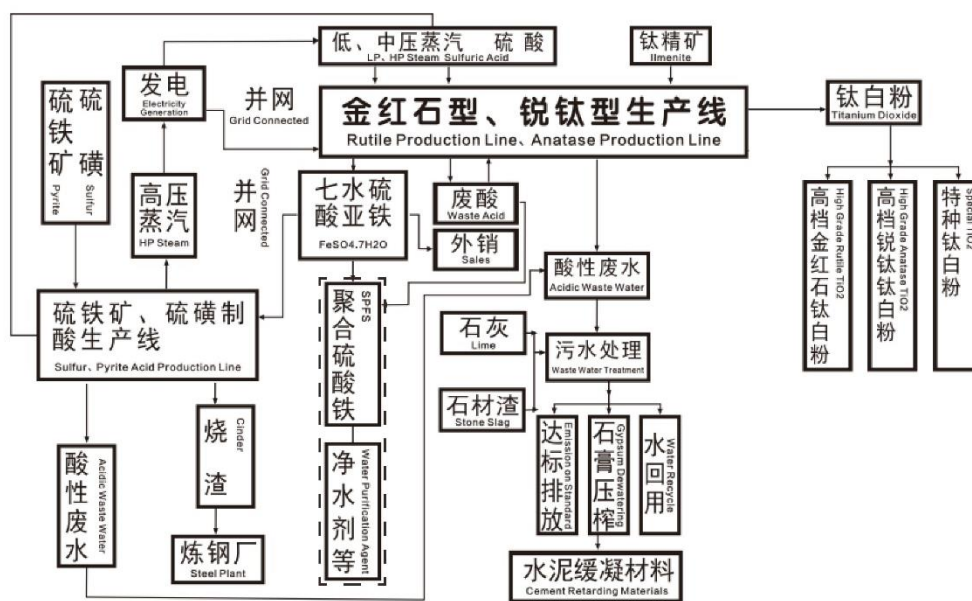 低、中压蒸汽 硫酸
LP、HP Steam Sulfuric Acid
钛精矿
Ilmenite
发电
Electricity
Generation
并网
Grid Connected
金红石型、锐钛型生产线
Rutile Production Line、Anatase Production Line
钛白粉
Titanium Dioxide
硫铁矿
Pyrite
硫磺
Sulfur
高压
蒸汽
HP Steam
并网
Grid Connected
七水硫
酸亚铁
FeSO4.7H2O
废酸
Waste Acid
外销
Sales
酸性废水
Acidic Waste Water
高档金红石钛白粉
High Grade Rutile TiO2
高档锐钛钛白粉
High Grade Anatase TiO2
特种钛白粉
Special TiO2
硫铁矿、硫磺制
酸生产线
Sulfur、Pyrite Acid Production Line
聚合硫酸铁
SPFS
石灰
Lime
污水处理
Waste Water Treatment
石材渣
Stone Slag
酸性废水
Acidic Waste Water
烧渣
Cinder
净水剂等
Water Purification Agent
达标排放
Emission on Standard
石膏压榨
Gypsum Dewatering
水回用
Water Recycle
炼钢厂
Steel Plant
水泥缓凝材料
Cement Retarding Materials